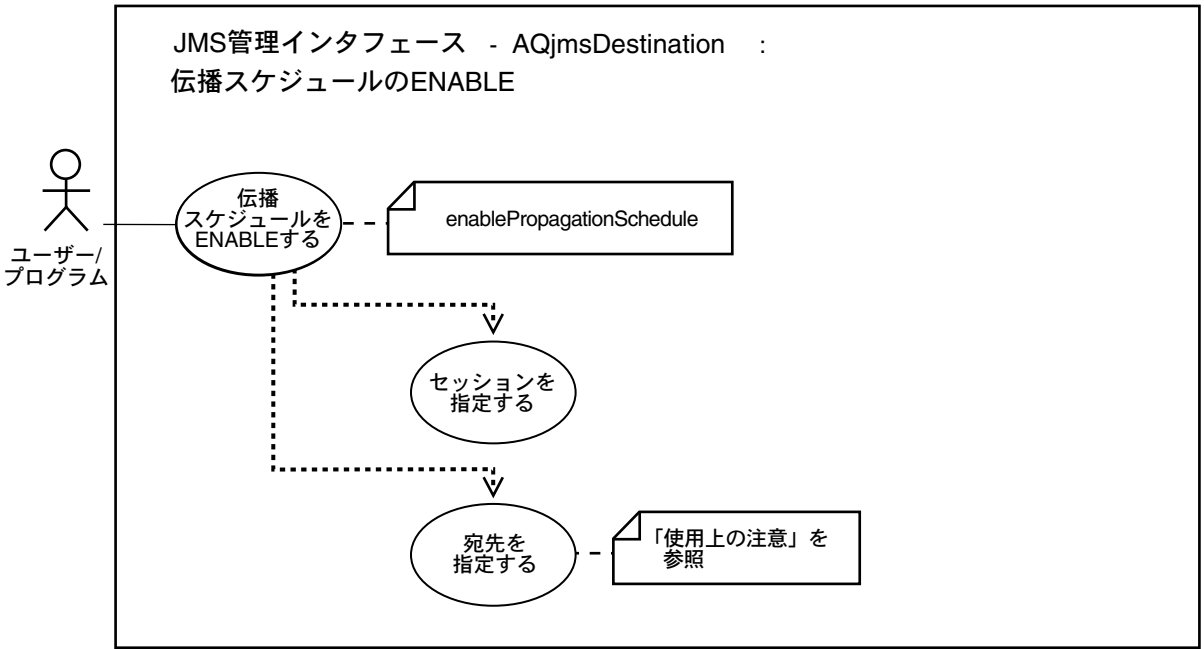 JMS管理インタフェース - AQjmsDestination :
伝播スケジュールのENABLE
伝播
スケジュールを
ENABLEする
enablePropagationSchedule
ユーザー/
プログラム
セッションを
指定する
宛先を
指定する
「使用上の注意」を
参照